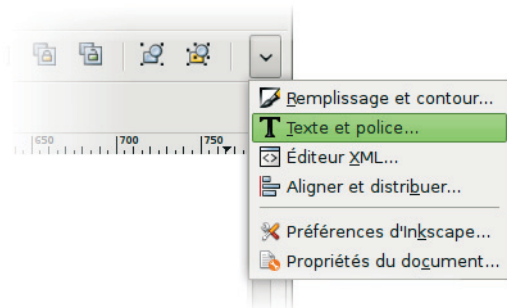 Remplissage et contour...
650 700 750
Texte et police...
Éditeur XML...
Aligner et distribuer...
Préférences d'Inkscape...
Propriétés du document...